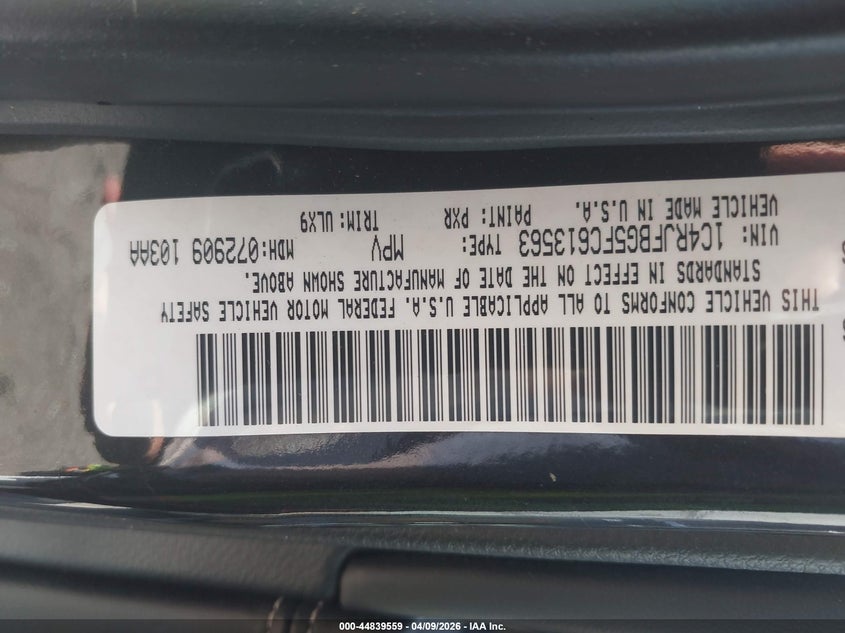 THIS VEHICLE CONFORMS TO ALL APPLICABLE U.S.A. FEDERAL MOTOR VEHICLE SAFETY
STANDARDS IN EFFECT ON THE DATE OF MANUFACTURE SHOWN ABOVE.
VIN: 1C4RJFBG5FC613563 TYPE: MPV MDH:072909 103AA
VEHICLE MADE IN U.S.A. PAINT: PXR TRIM: ULX9
000-44839559 | 04/09/2026 - IAA Inc.